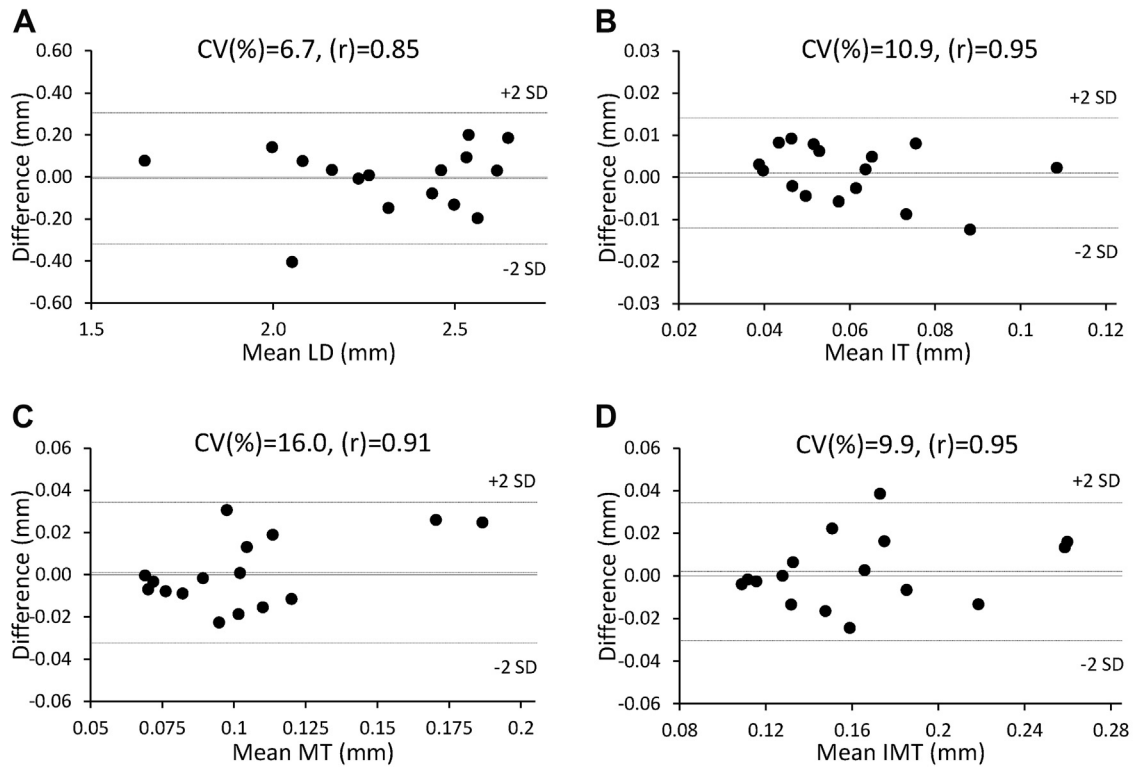 A
CV(%)=6.7, (r)=0.85
Difference (mm)
0.60
0.40
0.20
0.00
-0.20
-0.40
-0.60
+2 SD
-2 SD
1.5 2.0 2.5
Mean LD (mm)
B
CV(%)=10.9, (r)=0.95
Difference (mm)
0.03
0.02
0.01
0.00
-0.01
-0.02
-0.03
+2 SD
-2 SD
0.02 0.04 0.06 0.08 0.1 0.12
Mean IT (mm)
C
CV(%)=16.0, (r)=0.91
Difference (mm)
0.06
0.04
0.02
0.00
-0.02
-0.04
-0.06
+2 SD
-2 SD
0.05 0.075 0.1 0.125 0.15 0.175 0.2
Mean MT (mm)
D
CV(%)=9.9, (r)=0.95
Difference (mm)
0.06
0.04
0.02
0.00
-0.02
-0.04
-0.06
+2 SD
-2 SD
0.08 0.12 0.16 0.2 0.24 0.28
Mean IMT (mm)